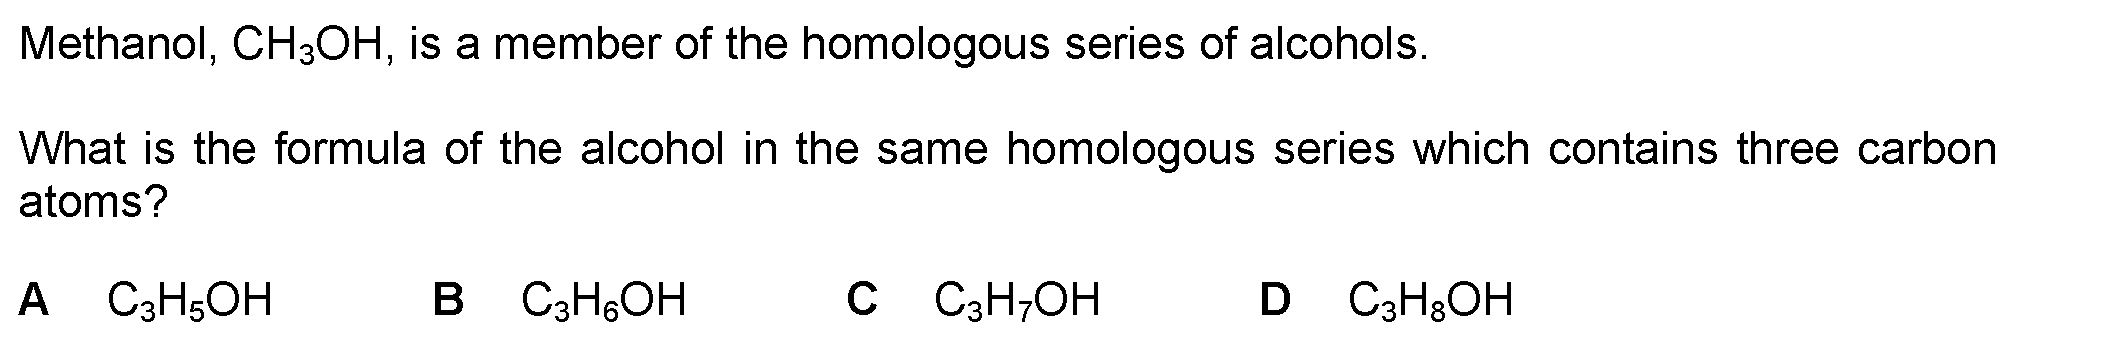 Methanol, CH₃OH, is a member of the homologous series of alcohols.
What is the formula of the alcohol in the same homologous series which contains three carbon
atoms?
A C₃H₅OH B C₃H₆OH C C₃H₇OH D C₃H₈OH